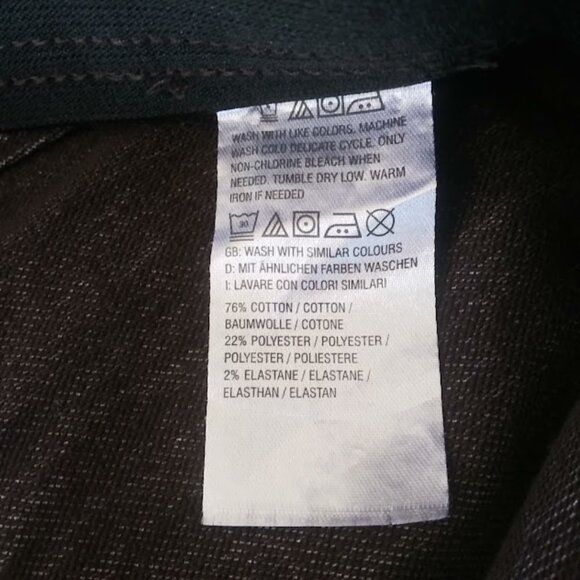 WASH WITH LIKE COLORS. MACHINE
WASH COLD DELICATE CYCLE. ONLY
NON-CHLORINE BLEACH WHEN
NEEDED. TUMBLE DRY LOW. WARM
IRON IF NEEDED
30
GB: WASH WITH SIMILAR COLOURS
D: MIT ÄHNLICHEN FARBEN WASCHEN
I: LAVARE CON COLORI SIMILARI
76% COTTON / COTTON /
BAUMWOLLE / COTONE
22% POLYESTER / POLYESTER /
POLYESTER / POLIESTERE
2% ELASTANE / ELASTANE /
ELASTHAN / ELASTAN